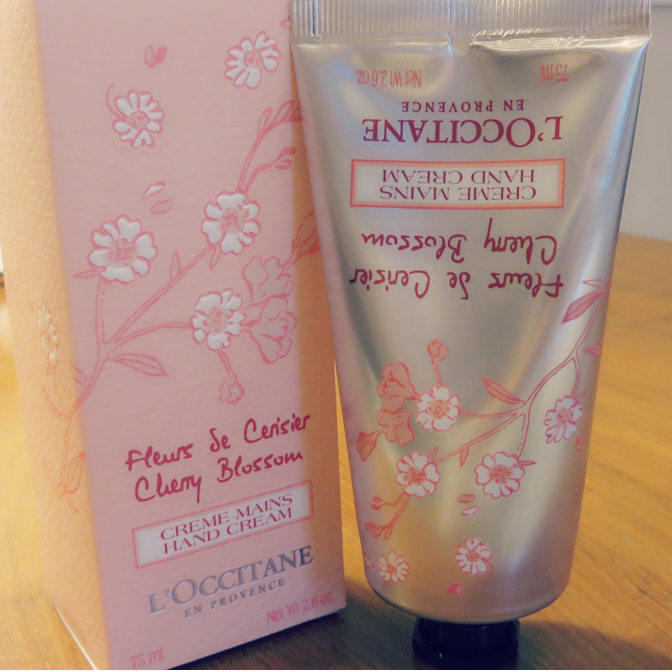 Fleurs de Cerisier
Cherry Blossom
CREME MAINS
HAND CREAM
L'OCCITANE
EN PROVENCE
Net Wt 2.6 oz.
75 ml
Fleurs de Cerisier
Cherry Blossom
CREME MAINS
HAND CREAM
L'OCCITANE
EN PROVENCE
75 ml Net Wt 2.6 OZ